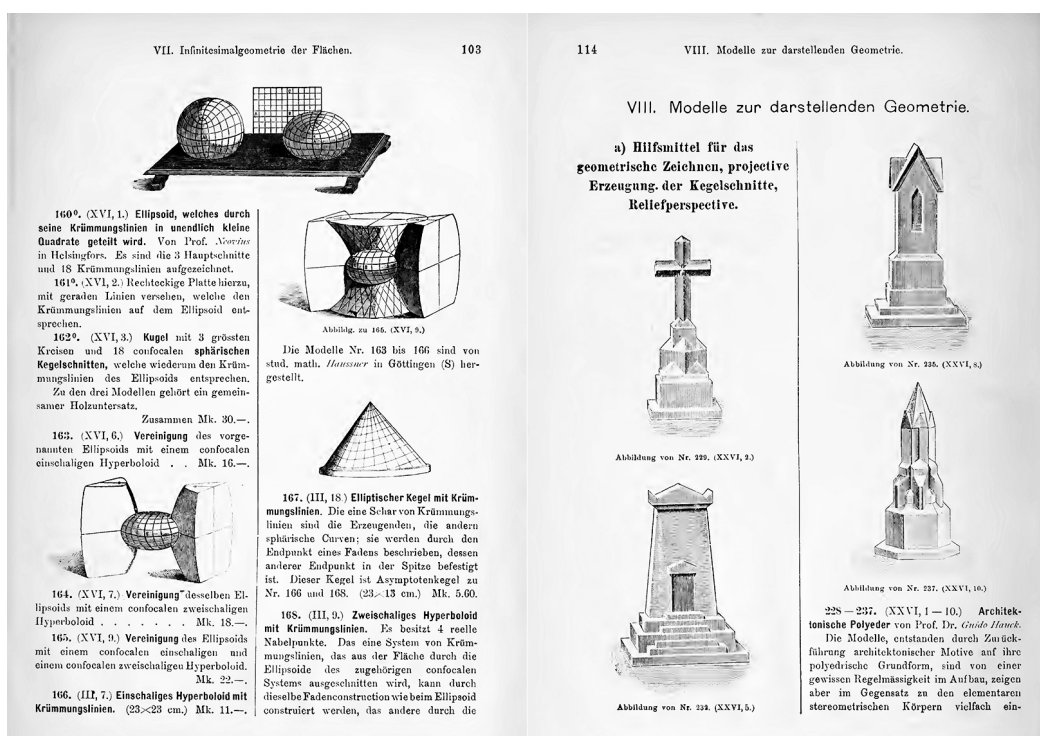 VII. Infinitesimalgeometrie der Flächen. 103
160º. (XVI, 1.) Ellipsoid, welches durch
seine Krümmungslinien in unendlich kleine
Quadrate geteilt wird. Von Prof. Neovius
in Helsingfors. Es sind die 3 Hauptschnitte
und 18 Krümmungslinien aufgezeichnet.
161º. (XVI, 2.) Rechteckige Platte hierzu,
mit geraden Linien versehen, welche den
Krümmungslinien auf dem Ellipsoid ent-
sprechen.
162º. (XVI, 3.) Kugel mit 3 grössten
Kreisen und 18 confocalen sphärischen
Kegelschnitten, welche wiederum den Krüm-
mungslinien des Ellipsoids entsprechen.
Zu den drei Modellen gehört ein gemein-
samer Holzuntersatz.
Zusammen Mk. 30.—.
163. (XVI, 6.) Vereinigung des vorge-
nannten Ellipsoids mit einem confocalen
einschaligen Hyperboloid . . Mk. 16.—.
164. (XVI, 7.) Vereinigung desselben El-
lipsoids mit einem confocalen zweischaligen
Hyperboloid . . . . . . . Mk. 18.—.
165. (XVI, 9.) Vereinigung des Ellipsoids
mit einem confocalen einschaligen und
einem confocalen zweischaligen Hyperboloid.
Mk. 22.—.
166. (III, 7.) Einschaliges Hyperboloid mit
Krümmungslinien. (23×23 cm.) Mk. 11.—.
Abbildg. zu 165. (XVI, 9.)
Die Modelle Nr. 163 bis 166 sind von
stud. math. Haussner in Göttingen (S) her-
gestellt.
167. (III, 18.) Elliptischer Kegel mit Krüm-
mungslinien. Die eine Schar von Krümmungs-
linien sind die Erzeugenden, die andern
sphärische Curven; sie werden durch den
Endpunkt eines Fadens beschrieben, dessen
anderer Endpunkt in der Spitze befestigt
ist. Dieser Kegel ist Asymptotenkegel zu
Nr. 166 und 168. (23×13 cm.) Mk. 5.60.
168. (III, 9.) Zweischaliges Hyperboloid
mit Krümmungslinien. Es besitzt 4 reelle
Nabelpunkte. Das eine System von Krüm-
mungslinien, das aus der Fläche durch die
Ellipsoide des zugehörigen confocalen
Systems ausgeschnitten wird, kann durch
dieselbe Fadenconstruction wie beim Ellipsoid
construiert werden, das andere durch die
114 VIII. Modelle zur darstellenden Geometrie.
VIII. Modelle zur darstellenden Geometrie.
a) Hilfsmittel für das
geometrische Zeichnen, projective
Erzeugung. der Kegelschnitte,
Reliefperspective.
Abbildung von Nr. 229. (XXVI, 2.)
Abbildung von Nr. 232. (XXVI, 5.)
Abbildung von Nr. 235. (XXVI, 8.)
Abbildung von Nr. 237. (XXVI, 10.)
228—237. (XXVI, 1—10.) Architek-
tonische Polyeder von Prof. Dr. Guido Hauck.
Die Modelle, entstanden durch Zurück-
führung architektonischer Motive auf ihre
polyedrische Grundform, sind von einer
gewissen Regelmässigkeit im Aufbau, zeigen
aber im Gegensatz zu den elementaren
stereometrischen Körpern vielfach ein-